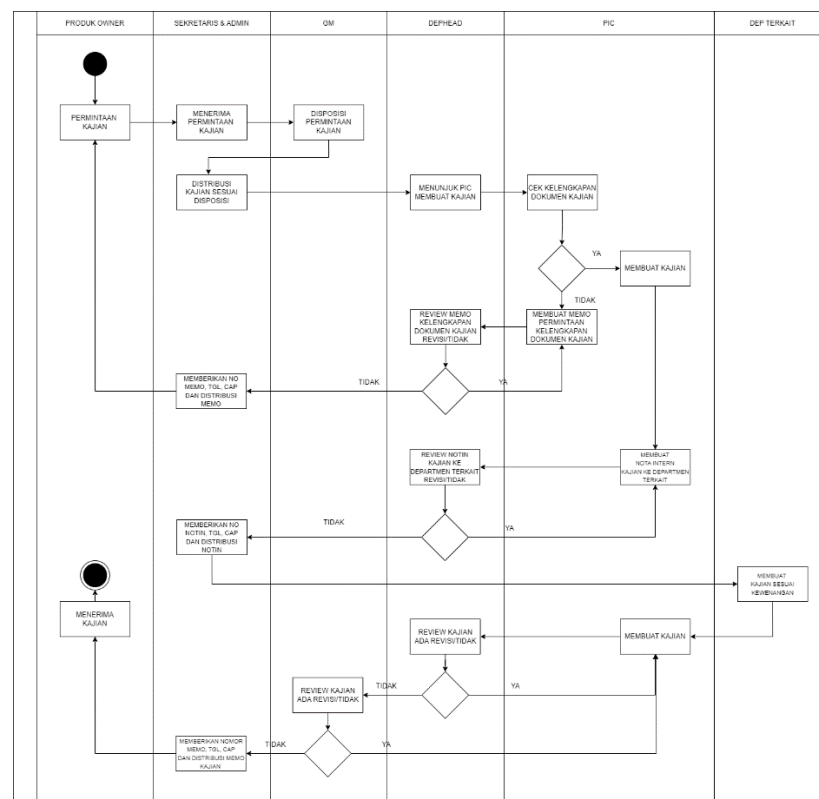 PRODUK OWNER
SEKRETARIS & ADMIN
GM
DEPHEAD
PIC
DEP TERKAIT
PERMINTAAN
KAJIAN
MENERIMA
PERMINTAAN
KAJIAN
DISPOSISI
PERMINTAAN
KAJIAN
DISTRIBUSI
KAJIAN SESUAI
DISPOSISI
MENUNJUK PIC
MEMBUAT KAJIAN
CEK KELENGKAPAN
DOKUMEN KAJIAN
YA
MEMBUAT KAJIAN
TIDAK
REVIEW MEMO
KELENGKAPAN
DOKUMEN KAJIAN
REVISI/TIDAK
MEMBUAT MEMO
PERMINTAAN
KELENGKAPAN
DOKUMEN KAJIAN
MEMBERIKAN NO
MEMO, TGL, CAP
DAN DISTRIBUSI
MEMO
TIDAK
YA
REVIEW NOTIN
KAJIAN KE
DEPARTMEN TERKAIT
REVISI/TIDAK
MEMBUAT
NOTA INTERN
KAJIAN KE DEPARTMEN
TERKAIT
MEMBERIKAN NO
NOTIN, TGL, CAP
DAN DISTRIBUSI
NOTIN
TIDAK
YA
MEMBUAT
KAJIAN SESUAI
KEWENANGAN
MENERIMA
KAJIAN
REVIEW KAJIAN
ADA REVISI/TIDAK
MEMBUAT KAJIAN
REVIEW KAJIAN
ADA REVISI/TIDAK
TIDAK
YA
MEMBERIKAN NOMOR
MEMO, TGL, CAP
DAN DISTRIBUSI MEMO
KAJIAN
TIDAK
YA